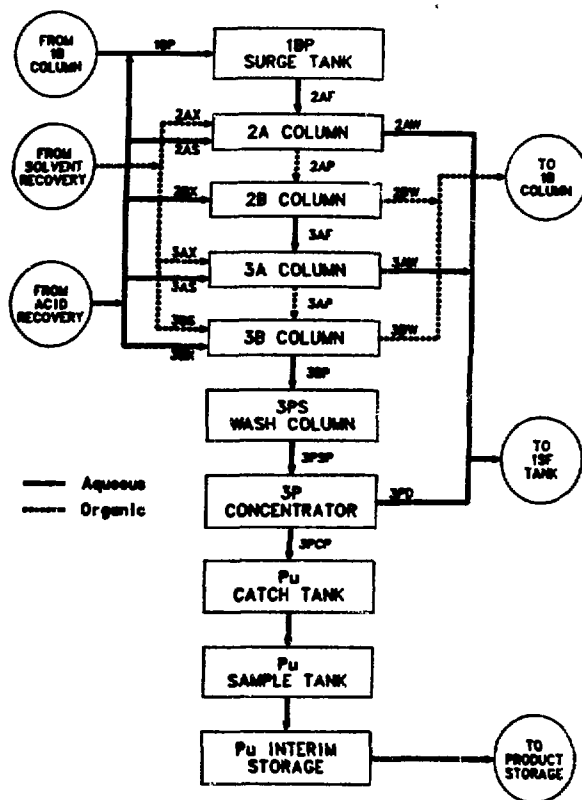 FROM
1B
COLUMN
1BP
1BP
SURGE TANK
2AF
2AX
2AS
2A COLUMN
2AW
FROM
SOLVENT
RECOVERY
2AP
TO
1B
COLUMN
2BX
2B COLUMN
2BW
3AF
3AX
3AS
3A COLUMN
3AW
FROM
ACID
RECOVERY
3AP
3BS
3BX
3B COLUMN
3BW
3BP
3PS
WASH COLUMN
TO
1SF
TANK
3PSP
Aqueous
Organic
3P
CONCENTRATOR
3PD
3PCP
Pu
CATCH TANK
Pu
SAMPLE TANK
Pu INTERIM
STORAGE
TO
PRODUCT
STORAGE